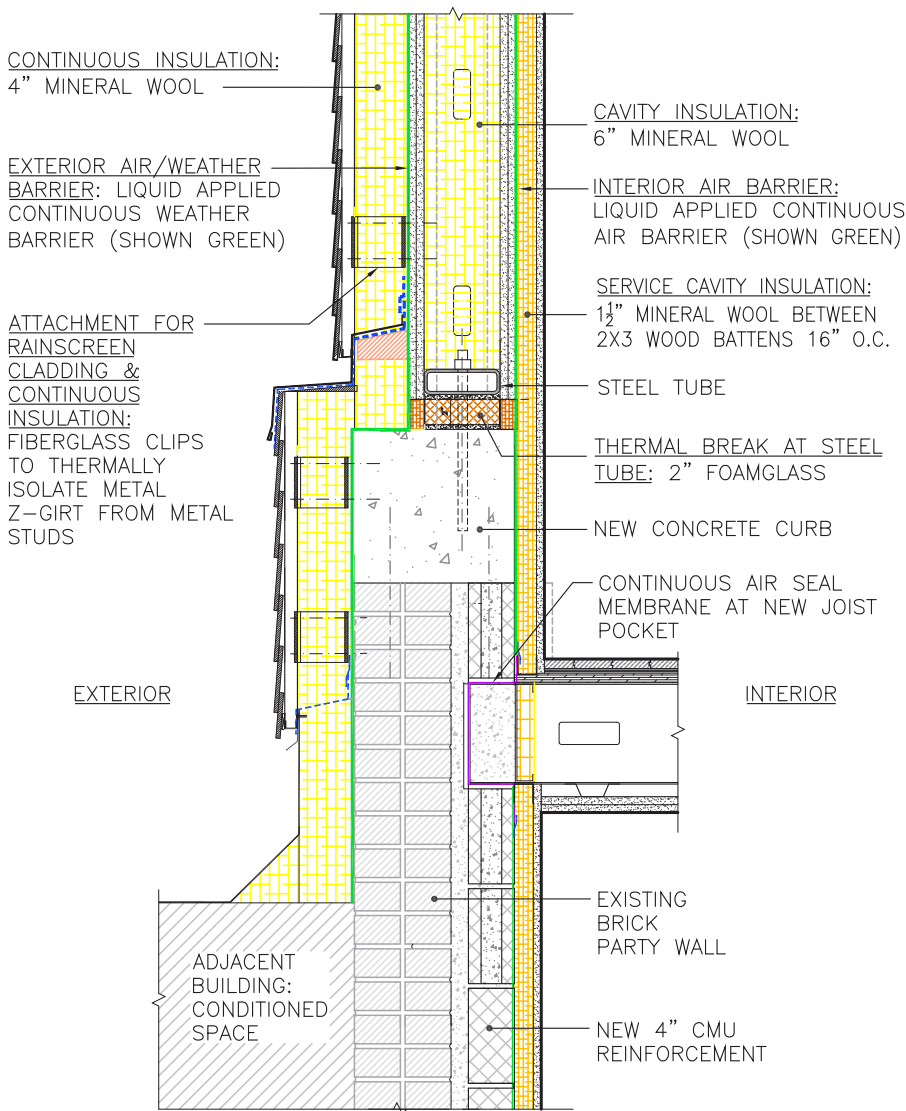 CONTINUOUS INSULATION:
4” MINERAL WOOL
EXTERIOR AIR/WEATHER
BARRIER: LIQUID APPLIED
CONTINUOUS WEATHER
BARRIER (SHOWN GREEN)
ATTACHMENT FOR
RAINSCREEN
CLADDING &
CONTINUOUS
INSULATION:
FIBERGLASS CLIPS
TO THERMALLY
ISOLATE METAL
Z-GIRT FROM METAL
STUDS
EXTERIOR
ADJACENT
BUILDING:
CONDITIONED
SPACE
CAVITY INSULATION:
6” MINERAL WOOL
INTERIOR AIR BARRIER:
LIQUID APPLIED CONTINUOUS
AIR BARRIER (SHOWN GREEN)
SERVICE CAVITY INSULATION:
1½” MINERAL WOOL BETWEEN
2X3 WOOD BATTENS 16” O.C.
STEEL TUBE
THERMAL BREAK AT STEEL
TUBE: 2” FOAMGLASS
NEW CONCRETE CURB
CONTINUOUS AIR SEAL
MEMBRANE AT NEW JOIST
POCKET
INTERIOR
EXISTING
BRICK
PARTY WALL
NEW 4” CMU
REINFORCEMENT